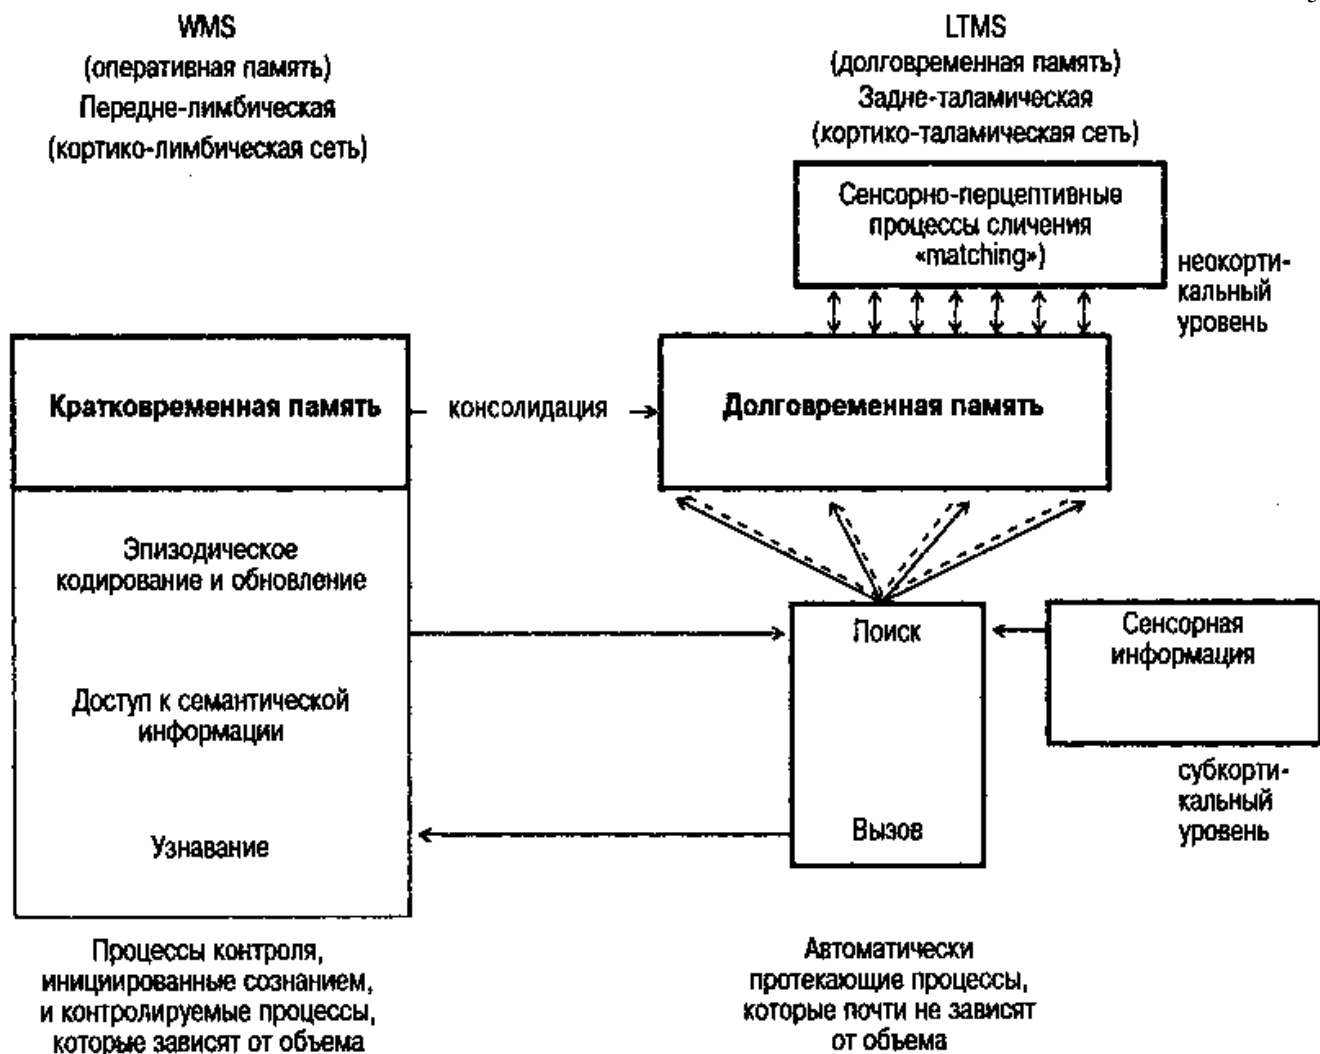 WMS
(оперативная память)
Передне-лимбическая
(кортико-лимбическая сеть)
LTMS
(долговременная память)
Задне-таламическая
(кортико-таламическая сеть)
Сенсорно-перцептивные
процессы сличения
«matching»)
неокорти-
кальный
уровень
Кратковременная память
консолидация
Долговременная память
Эпизодическое
кодирование и обновление
Доступ к семантической
информации
Узнавание
Поиск
Вызов
Сенсорная
информация
субкорти-
кальный
уровень
Процессы контроля,
инициированные сознанием,
и контролируемые процессы,
которые зависят от объема
Автоматически
протекающие процессы,
которые почти не зависят
от объема